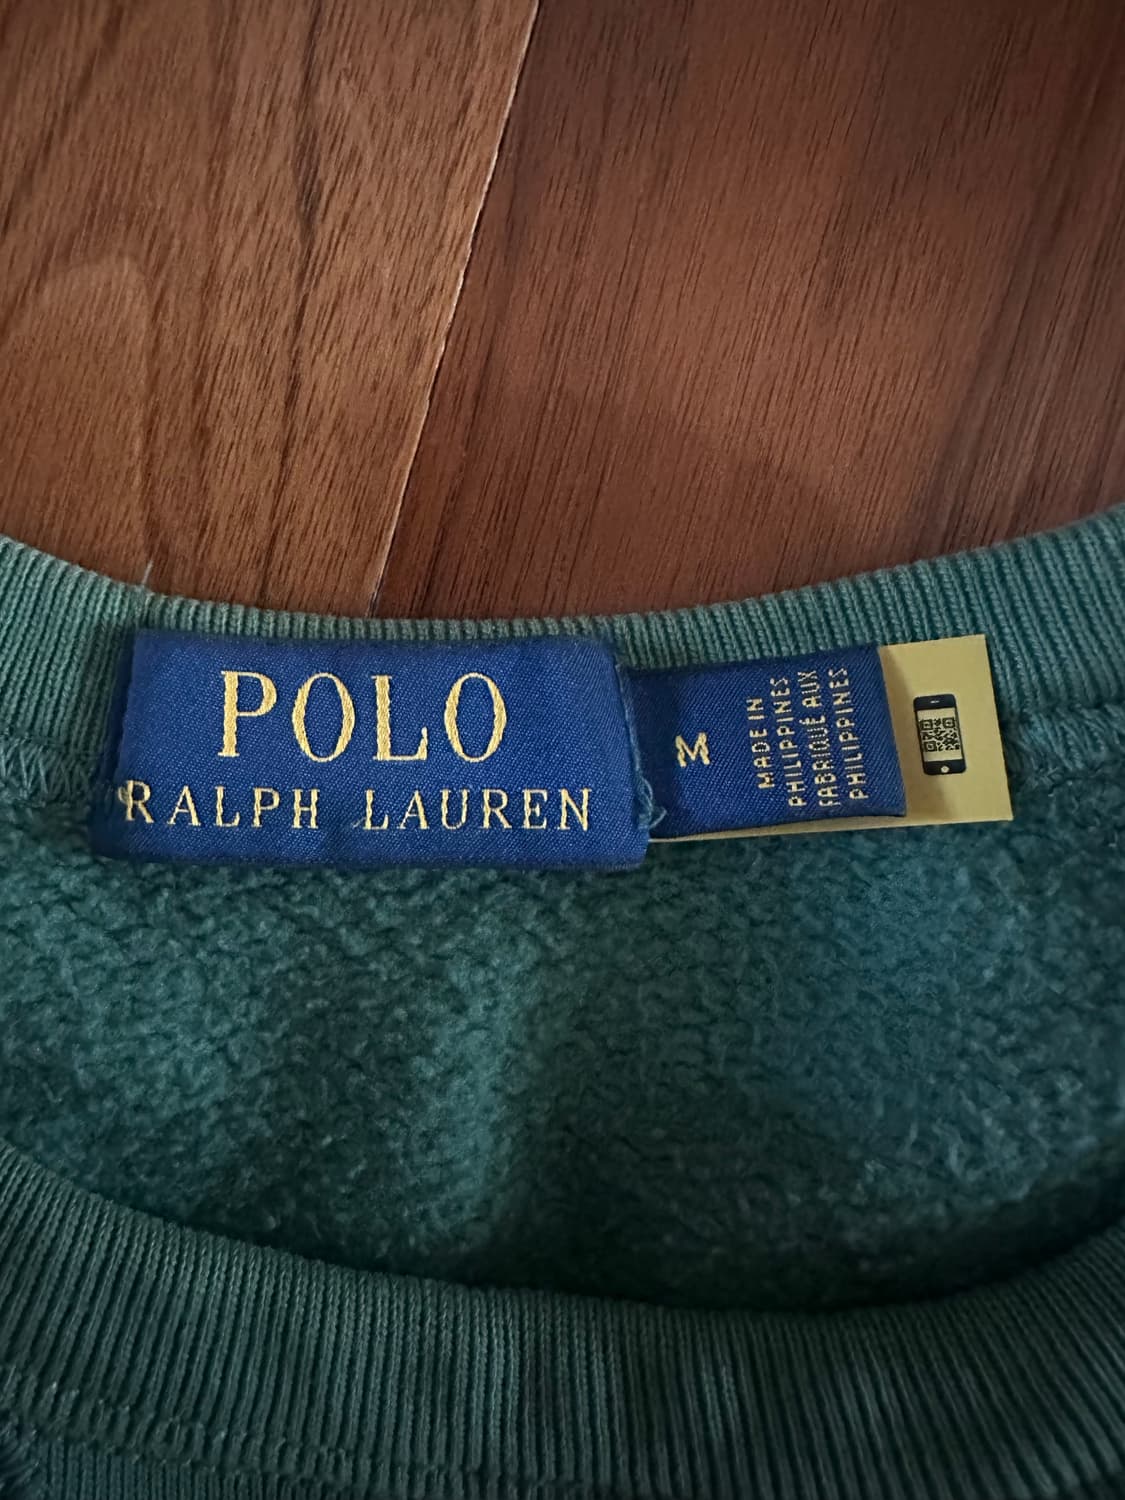 POLO
RALPH LAUREN
M
MADE IN
PHILIPPINES
FABRIQUÉ AUX
PHILIPPINES